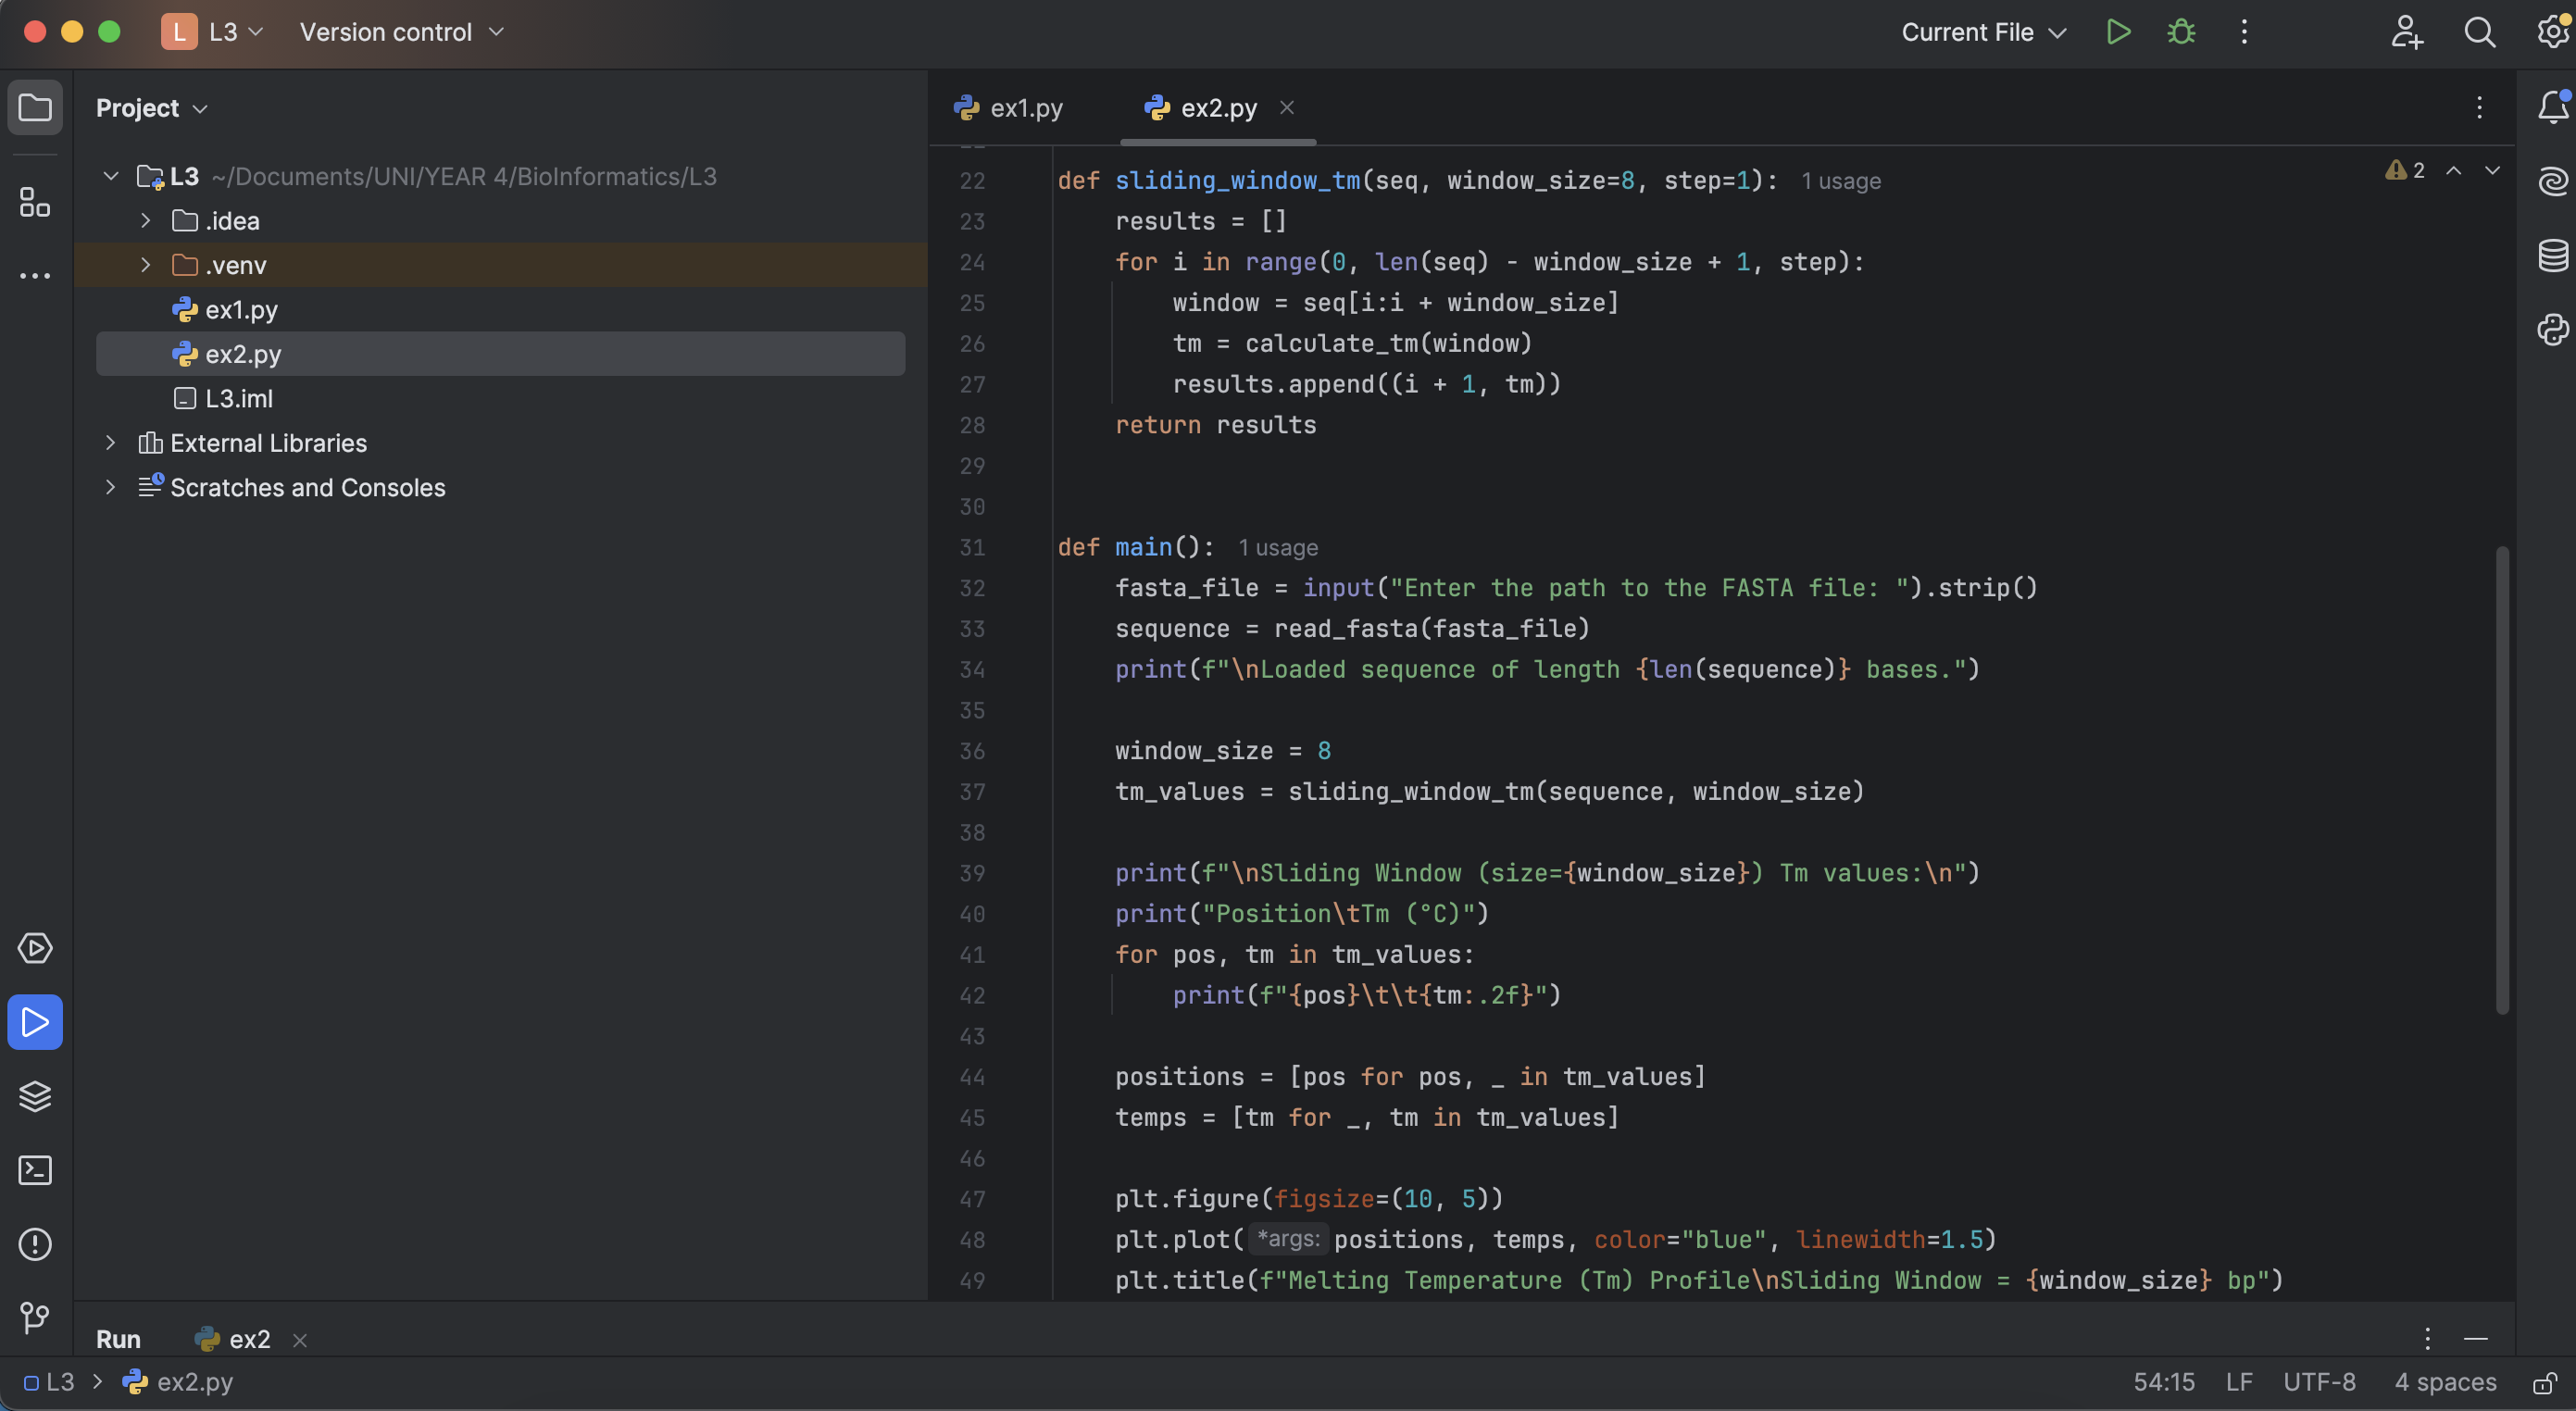 L L3 Version control Current File
Project
L3 ~/Documents/UNI/YEAR 4/BioInformatics/L3
.idea
.venv
ex1.py
ex2.py
L3.iml
External Libraries
Scratches and Consoles
ex1.py ex2.py
2
22 def sliding_window_tm(seq, window_size=8, step=1): 1 usage
23 results = []
24 for i in range(0, len(seq) - window_size + 1, step):
25 window = seq[i:i + window_size]
26 tm = calculate_tm(window)
27 results.append((i + 1, tm))
28 return results
29
30
31 def main(): 1 usage
32 fasta_file = input("Enter the path to the FASTA file: ").strip()
33 sequence = read_fasta(fasta_file)
34 print(f"\nLoaded sequence of length {len(sequence)} bases.")
35
36 window_size = 8
37 tm_values = sliding_window_tm(sequence, window_size)
38
39 print(f"\nSliding Window (size={window_size}) Tm values:\n")
40 print("Position\tTm (°C)")
41 for pos, tm in tm_values:
42 print(f"{pos}\t\t{tm:.2f}")
43
44 positions = [pos for pos, _ in tm_values]
45 temps = [tm for _, tm in tm_values]
46
47 plt.figure(figsize=(10, 5))
48 plt.plot( *args: positions, temps, color="blue", linewidth=1.5)
49 plt.title(f"Melting Temperature (Tm) Profile\nSliding Window = {window_size} bp")
Run ex2
L3 ex2.py 54:15 LF UTF-8 4 spaces